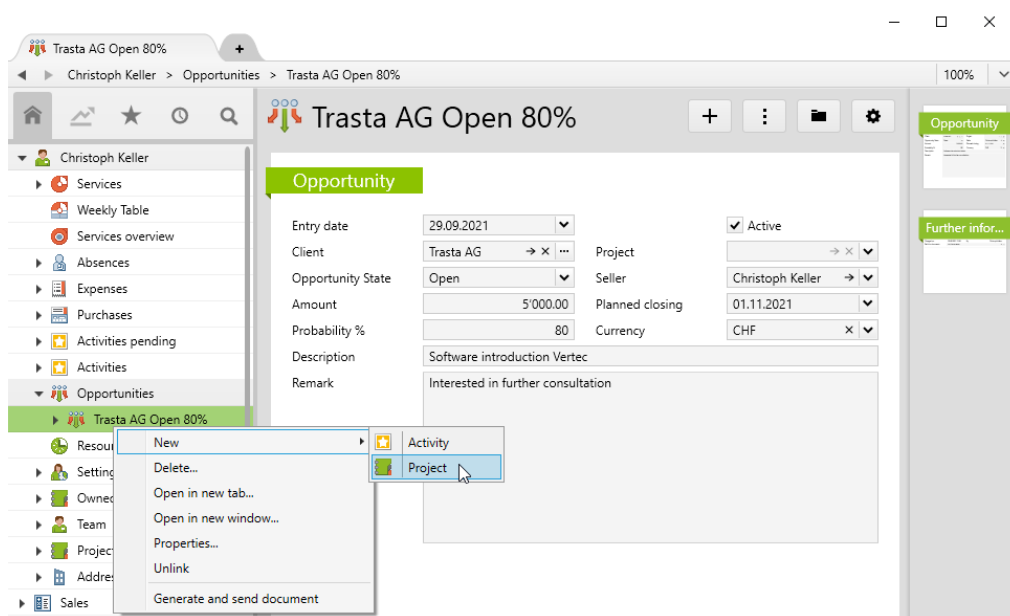 Trasta AG Open 80%
+
Christoph Keller > Opportunities > Trasta AG Open 80%
100%
Trasta AG Open 80%
Christoph Keller
Services
Weekly Table
Services overview
Absences
Expenses
Purchases
Activities pending
Activities
Opportunities
Trasta AG Open 80%
Resou
Setting
Owned
Team
Projec
Addres
Sales
Opportunity
Entry date 29.09.2021 Active
Client Trasta AG Project
Opportunity State Open Seller Christoph Keller
Amount 5'000.00 Planned closing 01.11.2021
Probability % 80 Currency CHF
Description Software introduction Vertec
Remark Interested in further consultation
New
Delete...
Open in new tab...
Open in new window...
Properties...
Unlink
Generate and send document
Activity
Project
Opportunity
Further infor...